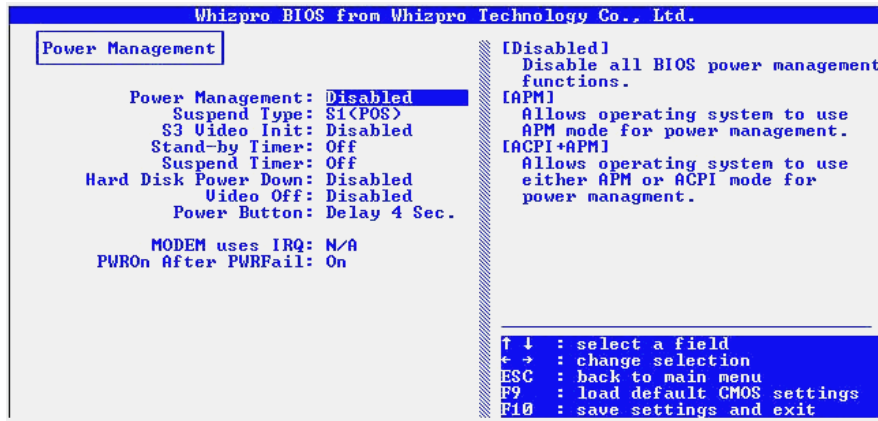 Whizpro BIOS from Whizpro Technology Co., Ltd.
Power Management
Power Management: Disabled
Suspend Type: S1(POS)
S3 Video Init: Disabled
Stand-by Timer: Off
Suspend Timer: Off
Hard Disk Power Down: Disabled
Video Off: Disabled
Power Button: Delay 4 Sec.
MODEM uses IRQ: N/A
PWROn After PWRFail: On
[Disabled]
Disable all BIOS power management
functions.
[APM]
Allows operating system to use
APM mode for power management.
[ACPI+APM]
Allows operating system to use
either APM or ACPI mode for
power managment.
↑ ↓ : select a field
← → : change selection
ESC : back to main menu
F9 : load default CMOS settings
F10 : save settings and exit